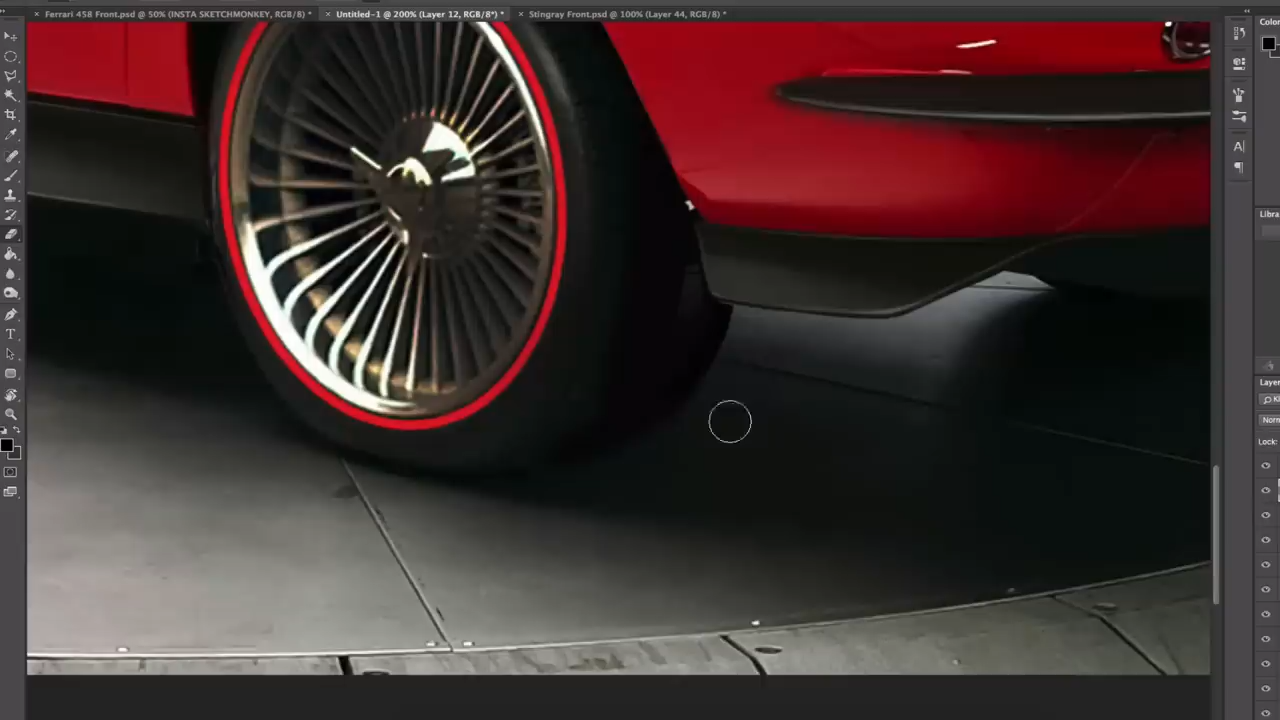 Ferrari 458 Front.psd @ 50% (INSTA SKETCHMONKEY, RGB/8) *
Untitled-1 @ 200% (Layer 12, RGB/8*) *
Stingray Front.psd @ 100% (Layer 44, RGB/8) *
Color
Libra
Layer
Norm
Lock: